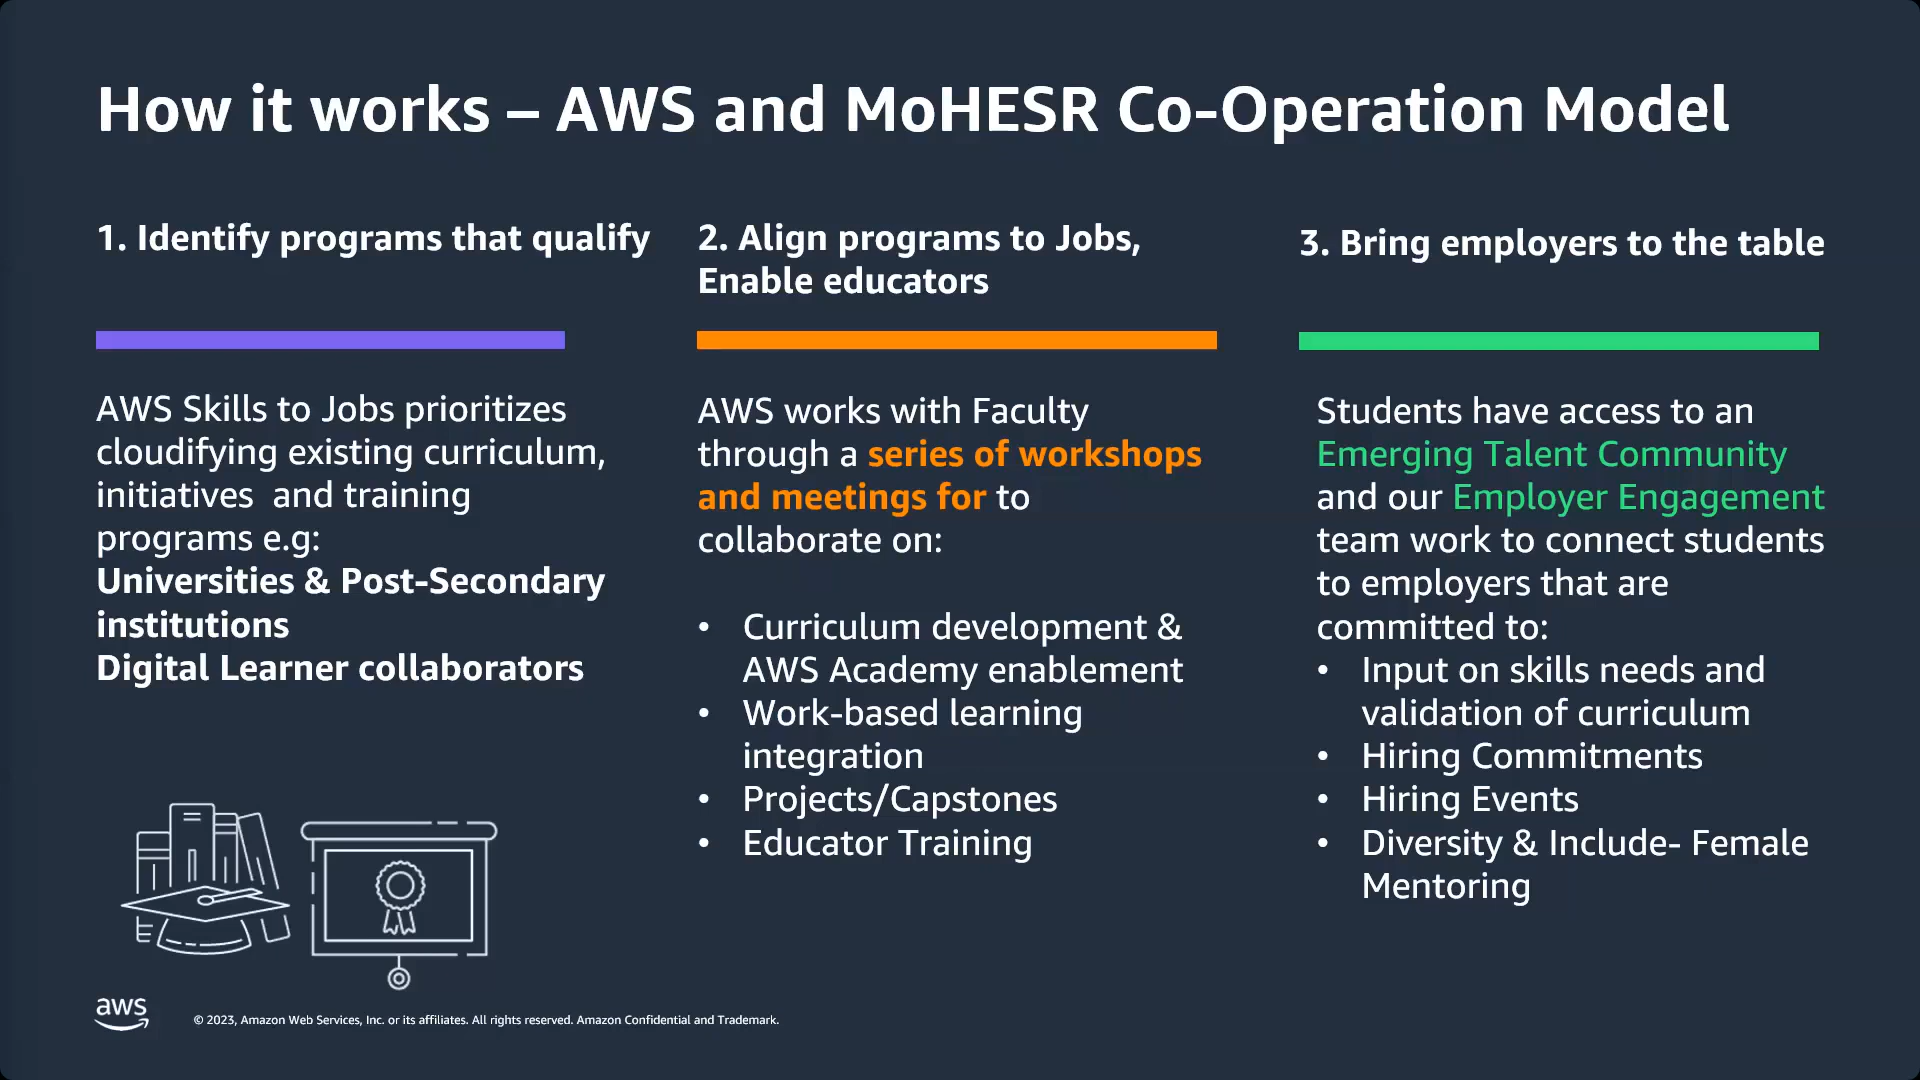 How it works – AWS and MoHESR Co-Operation Model
1. Identify programs that qualify
AWS Skills to Jobs prioritizes
cloudifying existing curriculum,
initiatives  and training
programs e.g:
Universities & Post-Secondary
institutions
Digital Learner collaborators
2. Align programs to Jobs,
Enable educators
AWS works with Faculty
through a series of workshops
and meetings for to
collaborate on:
• Curriculum development &
AWS Academy enablement
• Work-based learning
integration
• Projects/Capstones
• Educator Training
3. Bring employers to the table
Students have access to an
Emerging Talent Community
and our Employer Engagement
team work to connect students
to employers that are
committed to:
• Input on skills needs and
validation of curriculum
• Hiring Commitments
• Hiring Events
• Diversity & Include- Female
Mentoring
aws
© 2023, Amazon Web Services, Inc. or its affiliates. All rights reserved. Amazon Confidential and Trademark.